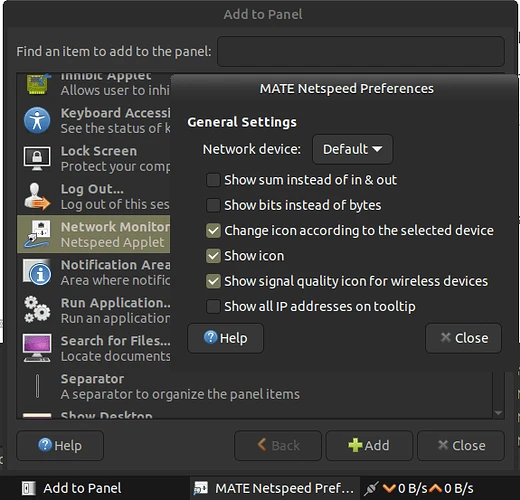 Add to Panel
Find an item to add to the panel:
Inhibit Applet
Allows user to inhi
Keyboard Accessi
See the status of k
Lock Screen
Protect your comp
Log Out...
Log out of this ses
Network Monitor
Netspeed Applet
Notification Area
Area where notific
Run Application...
Run an application
Search for Files...
Locate documents
Separator
A separator to organize the panel items
Show Desktop
MATE Netspeed Preferences
General Settings
Network device: Default
Show sum instead of in & out
Show bits instead of bytes
Change icon according to the selected device
Show icon
Show signal quality icon for wireless devices
Show all IP addresses on tooltip
Help Close
Help Back Add Close
Add to Panel MATE Netspeed Pref... 0 B/s 0 B/s